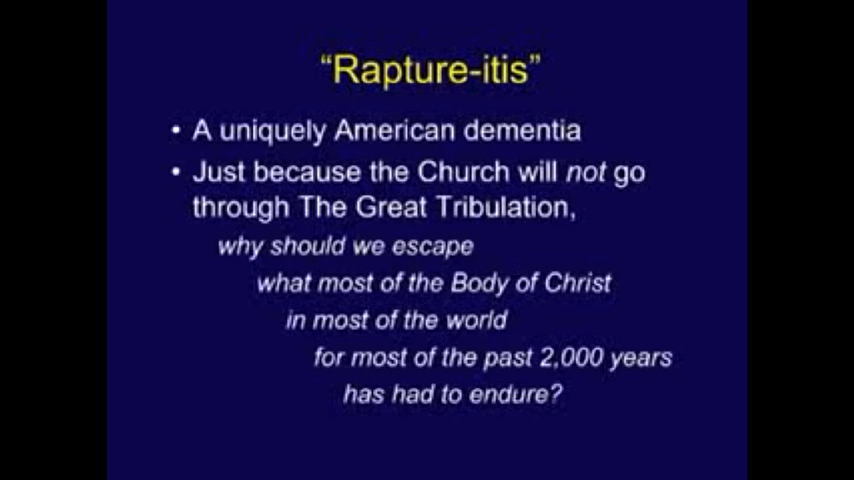 “Rapture-itis”
• A uniquely American dementia
• Just because the Church will not go
through The Great Tribulation,
why should we escape
what most of the Body of Christ
in most of the world
for most of the past 2,000 years
has had to endure?